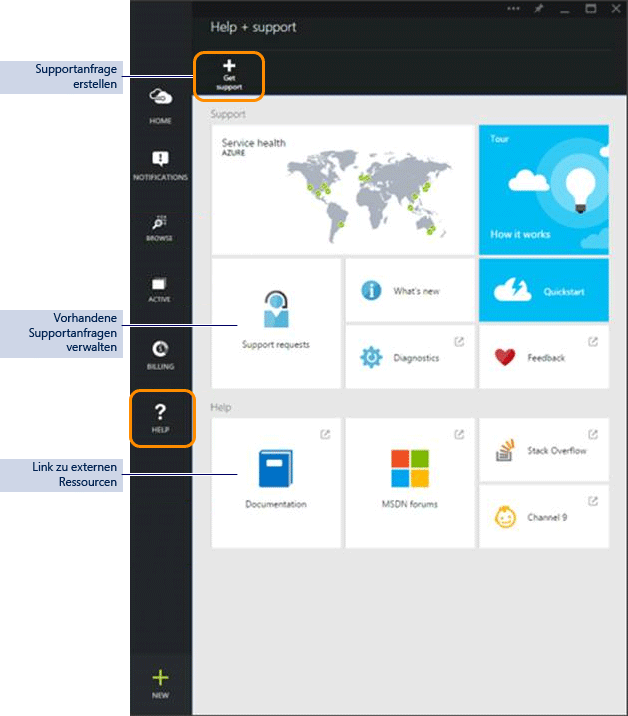 Help + support
Supportanfrage
erstellen
Get
support
HOME
NOTIFICATIONS
BROWSE
ACTIVE
BILLING
HELP
NEW
Support
Service health
AZURE
Tour
How it works
Vorhandene
Supportanfragen
verwalten
Support requests
What's new
Quickstart
Diagnostics
Feedback
Help
Link zu externen
Ressourcen
Documentation
MSDN forums
Stack Overflow
Channel 9